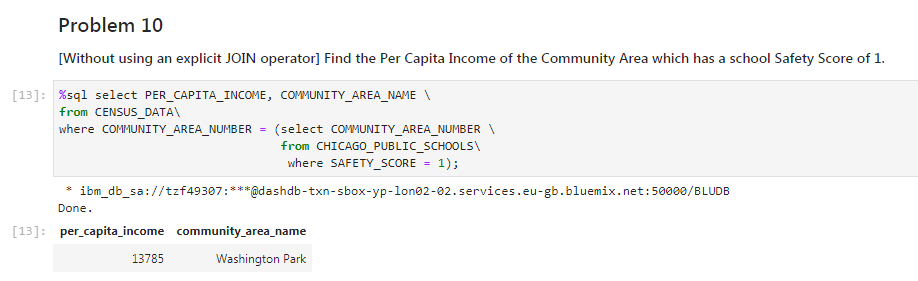 Problem 10
[Without using an explicit JOIN operator] Find the Per Capita Income of the Community Area which has a school Safety Score of 1.
[13]: %sql select PER_CAPITA_INCOME, COMMUNITY_AREA_NAME \
from CENSUS_DATA\
where COMMUNITY_AREA_NUMBER = (select COMMUNITY_AREA_NUMBER \
from CHICAGO_PUBLIC_SCHOOLS\
where SAFETY_SCORE = 1);
* ibm_db_sa://tzf49307:***@dashdb-txn-sbox-yp-lon02-02.services.eu-gb.bluemix.net:50000/BLUDB
Done.
[13]: per_capita_income community_area_name
13785 Washington Park